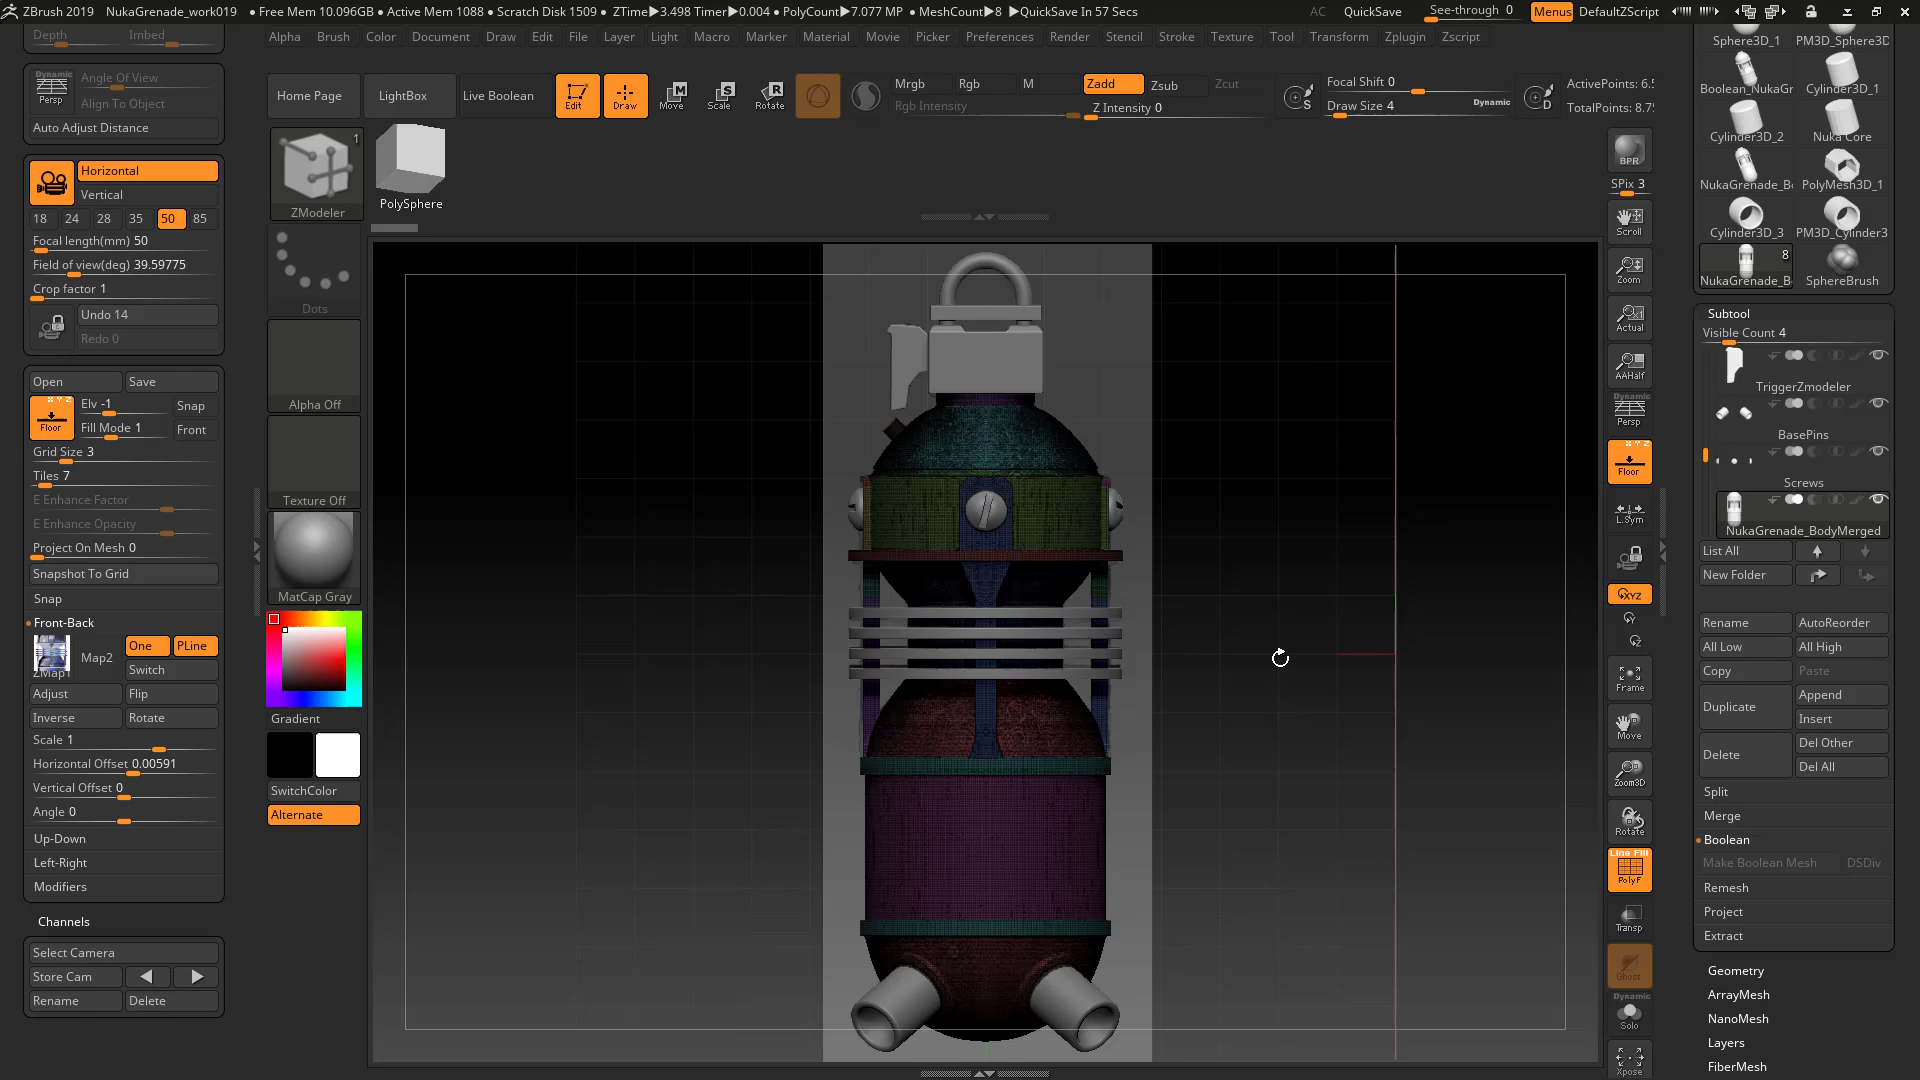 ZBrush 2019 NukaGrenade_work019 • Free Mem 10.096GB • Active Mem 1088 • Scratch Disk 1509 • ZTime▶3.498 Timer▶0.004 • PolyCount▶7.077 MP • MeshCount▶8 ▶QuickSave In 57 Secs AC QuickSave See-through 0 Menus DefaultZScript
Alpha Brush Color Document Draw Edit File Layer Light Macro Marker Material Movie Picker Preferences Render Stencil Stroke Texture Tool Transform Zplugin Zscript
Depth Imbed
Dynamic
Persp
Angle Of View
Align To Object
Auto Adjust Distance
Horizontal
Vertical
18 24 28 35 50 85
Focal length(mm) 50
Field of view(deg) 39.59775
Crop factor 1
Undo 14
Redo 0
Open Save
X Y Z
Floor
Elv -1 Snap
Fill Mode 1 Front
Grid Size 3
Tiles 7
E Enhance Factor
E Enhance Opacity
Project On Mesh 0
Snapshot To Grid
Snap
Front-Back
ZMap1
Map2
One PLine
Switch
Adjust Flip
Inverse Rotate
Scale 1
Horizontal Offset 0.00591
Vertical Offset 0
Angle 0
Up-Down
Left-Right
Modifiers
Channels
Select Camera
Store Cam
Rename Delete
Home Page LightBox Live Boolean
Edit Draw Move Scale Rotate
Mrgb Rgb M
Rgb Intensity
Zadd Zsub Zcut
Z Intensity 0
S
Focal Shift 0
Draw Size 4 Dynamic
D
ActivePoints: 6.5
TotalPoints: 8.7
1
ZModeler
PolySphere
Dots
Alpha Off
Texture Off
MatCap Gray
Gradient
SwitchColor
Alternate
BPR
SPix 3
Scroll
Zoom
Actual
AAHalf
Dynamic
Persp
X Y Z
Floor
L.Sym
XYZ
Y
Z
Frame
Move
Zoom3D
Rotate
Line Fill
PolyF
Transp
Ghost
Dynamic
Solo
Xpose
Sphere3D_1 PM3D_Sphere3D
Boolean_NukaGr Cylinder3D_1
Cylinder3D_2 Nuka Core
NukaGrenade_Bo PolyMesh3D_1
Cylinder3D_3 PM3D_Cylinder3
8
NukaGrenade_B SphereBrush
Subtool
Visible Count 4
TriggerZmodeler
BasePins
Screws
NukaGrenade_BodyMerged
List All
New Folder
Rename AutoReorder
All Low All High
Copy Paste
Duplicate Append
Insert
Delete Del Other
Del All
Split
Merge
Boolean
Make Boolean Mesh DSDiv
Remesh
Project
Extract
Geometry
ArrayMesh
NanoMesh
Layers
FiberMesh